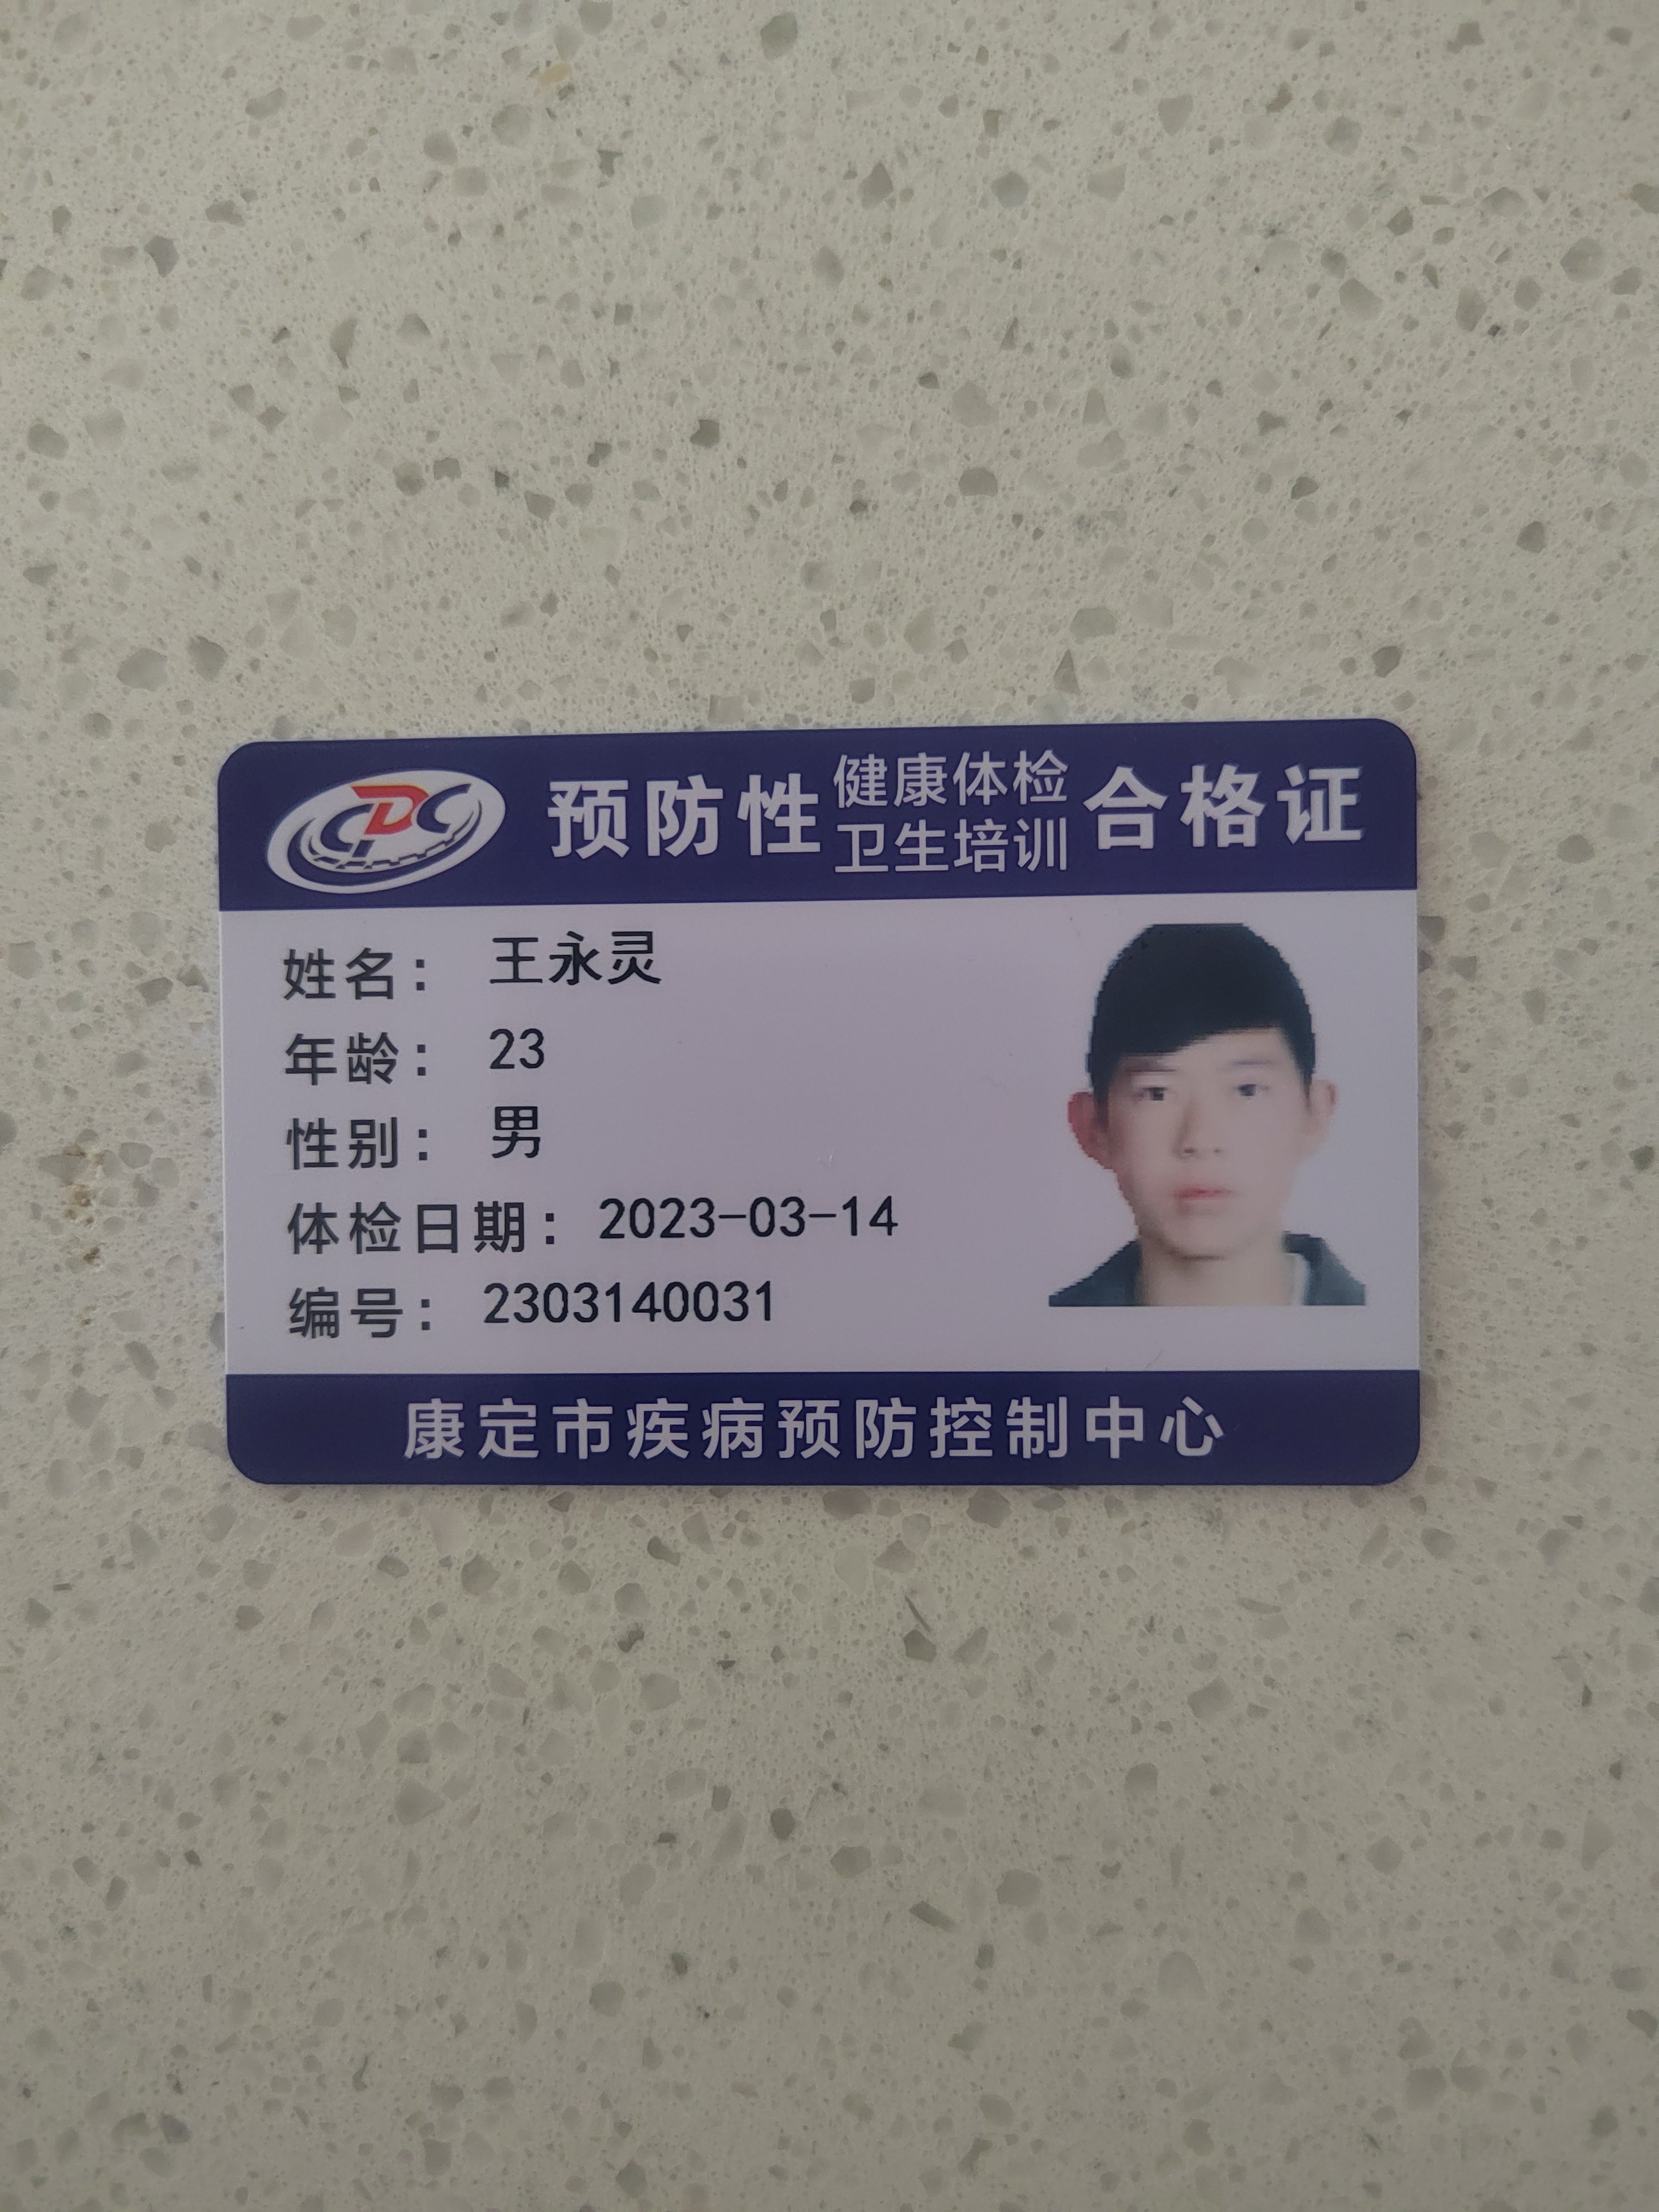 CDC
预防性 健康体检 卫生培训 合格证
姓名： 王永灵
年龄： 23
性别： 男
体检日期： 2023-03-14
编号： 2303140031
康定市疾病预防控制中心